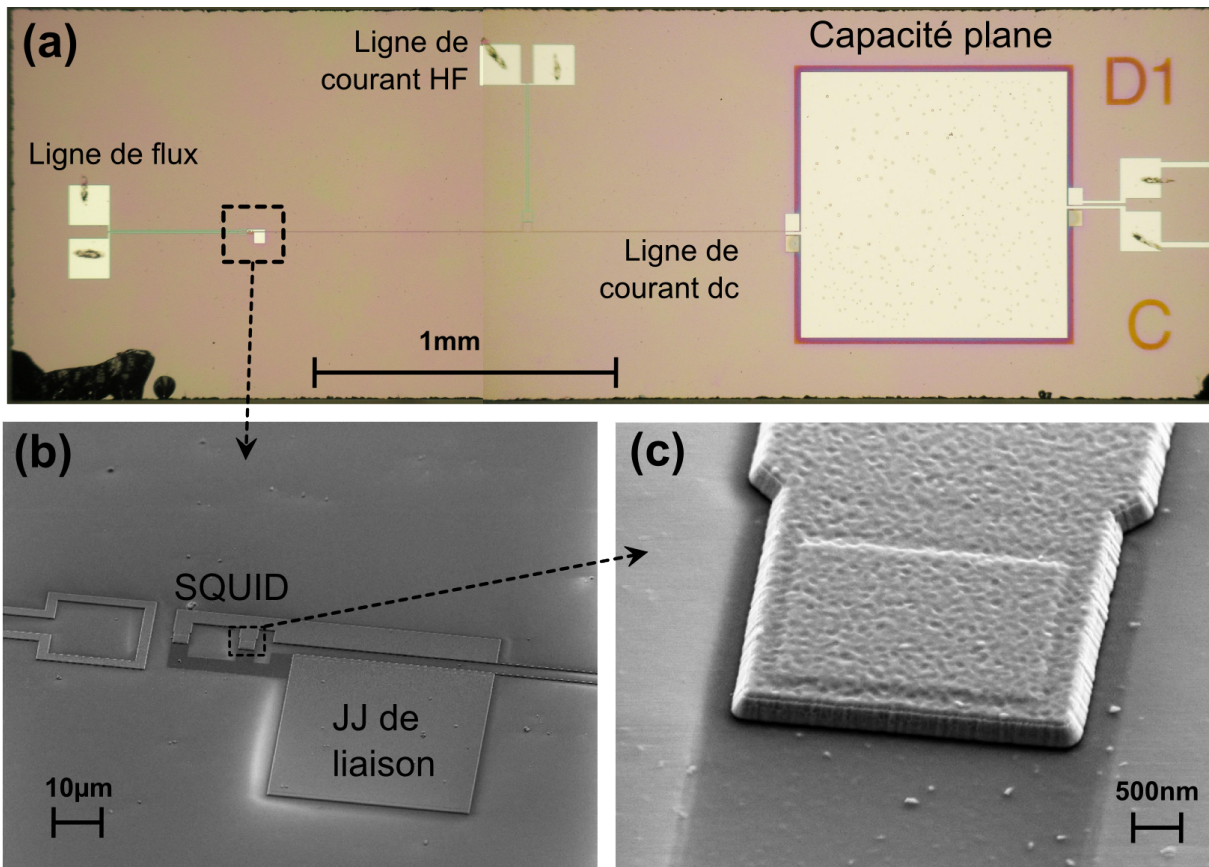 (a)
Ligne de
courant HF
Capacité plane
D1
Ligne de flux
Ligne de
courant dc
C
1mm
(b)
SQUID
JJ de
liaison
10µm
(c)
500nm